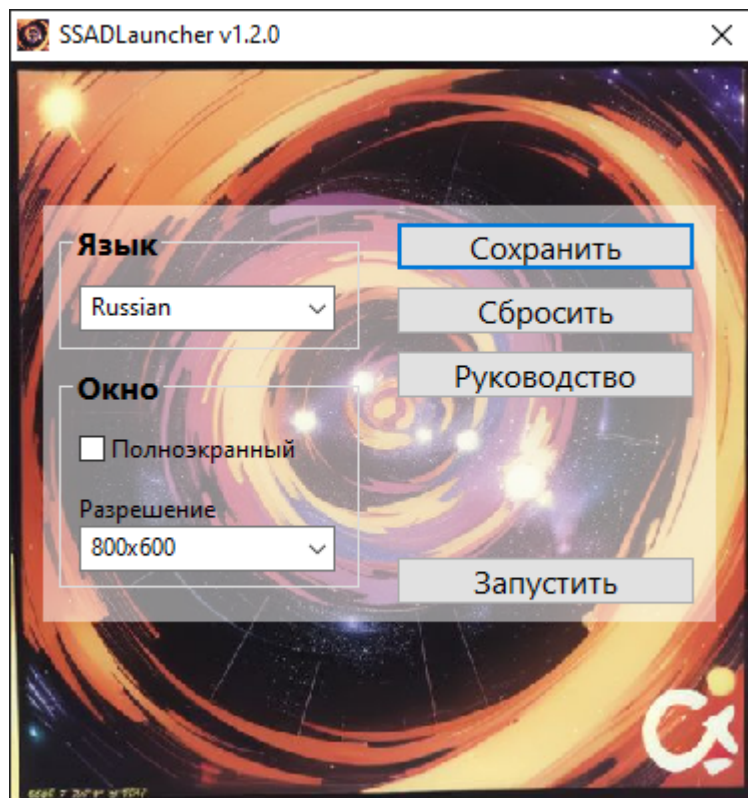 SSADLauncher v1.2.0
Язык
Russian
Окно
Полноэкранный
Разрешение
800x600
Сохранить
Сбросить
Руководство
Запустить